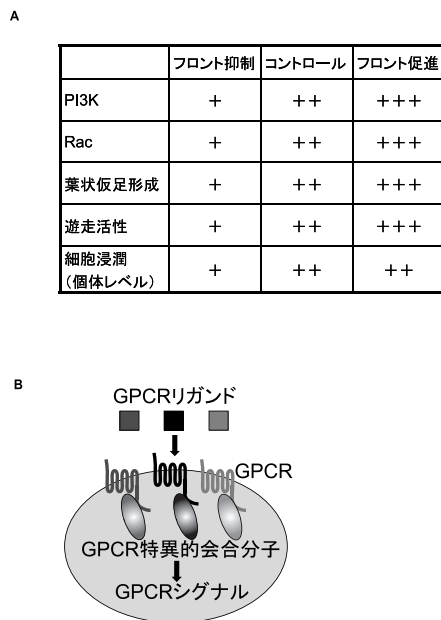 A
フロント抑制 コントロール フロント促進
PI3K + ++ +++
Rac + ++ +++
葉状仮足形成 + ++ +++
遊走活性 + ++ +++
細胞浸潤
(個体レベル) + ++ ++
B
GPCRリガンド
GPCR
GPCR特異的会合分子
GPCRシグナル